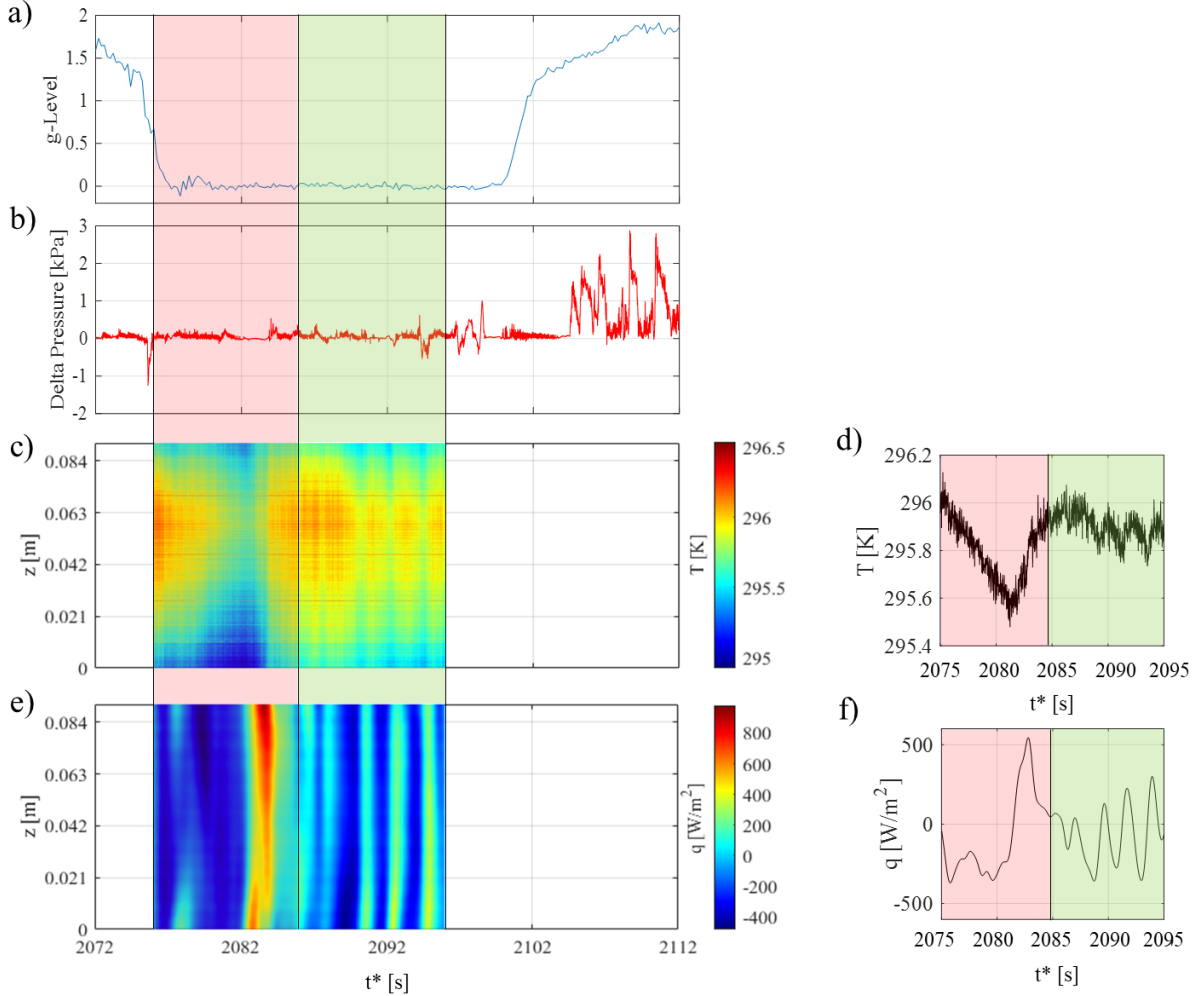 a)
2
1.5
1
0.5
0
g-Level
b)
3
2
1
0
-1
-2
Delta Pressure [kPa]
c)
0.084
0.063
0.042
0.021
0
z [m]
296.5
296
295.5
295
T [K]
d)
296.2
296
295.8
295.6
295.4
T [K]
2075 2080 2085 2090 2095
t* [s]
e)
0.084
0.063
0.042
0.021
0
z [m]
2072 2082 2092 2102 2112
t* [s]
800
600
400
200
0
-200
-400
q [W/m²]
f)
500
0
-500
q [W/m²]
2075 2080 2085 2090 2095
t* [s]